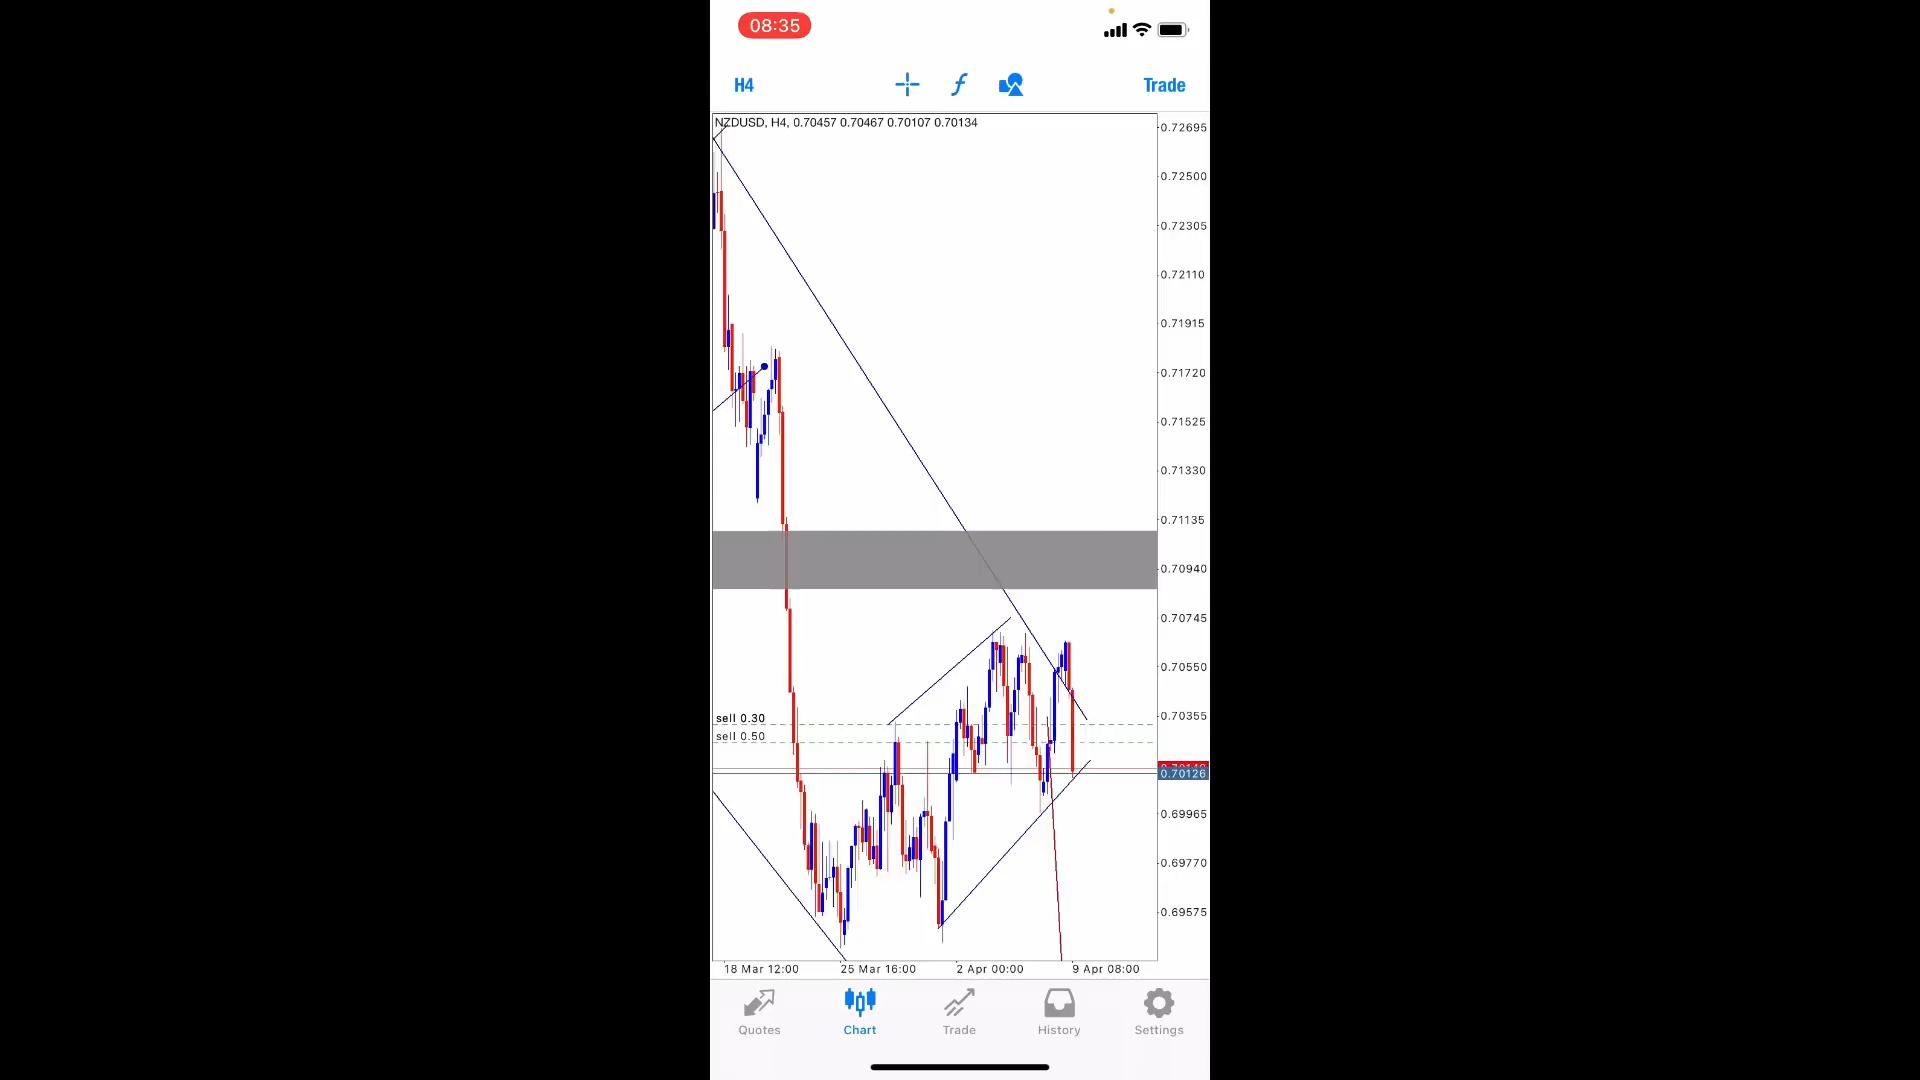 08:35
H4
Trade
NZDUSD, H4, 0.70457 0.70467 0.70107 0.70134
0.72695
0.72500
0.72305
0.72110
0.71915
0.71720
0.71525
0.71330
0.71135
0.70940
0.70745
0.70550
0.70355
sell 0.30
sell 0.50
0.70126
0.69965
0.69770
0.69575
18 Mar 12:00
25 Mar 16:00
2 Apr 00:00
9 Apr 08:00
Quotes
Chart
Trade
History
Settings